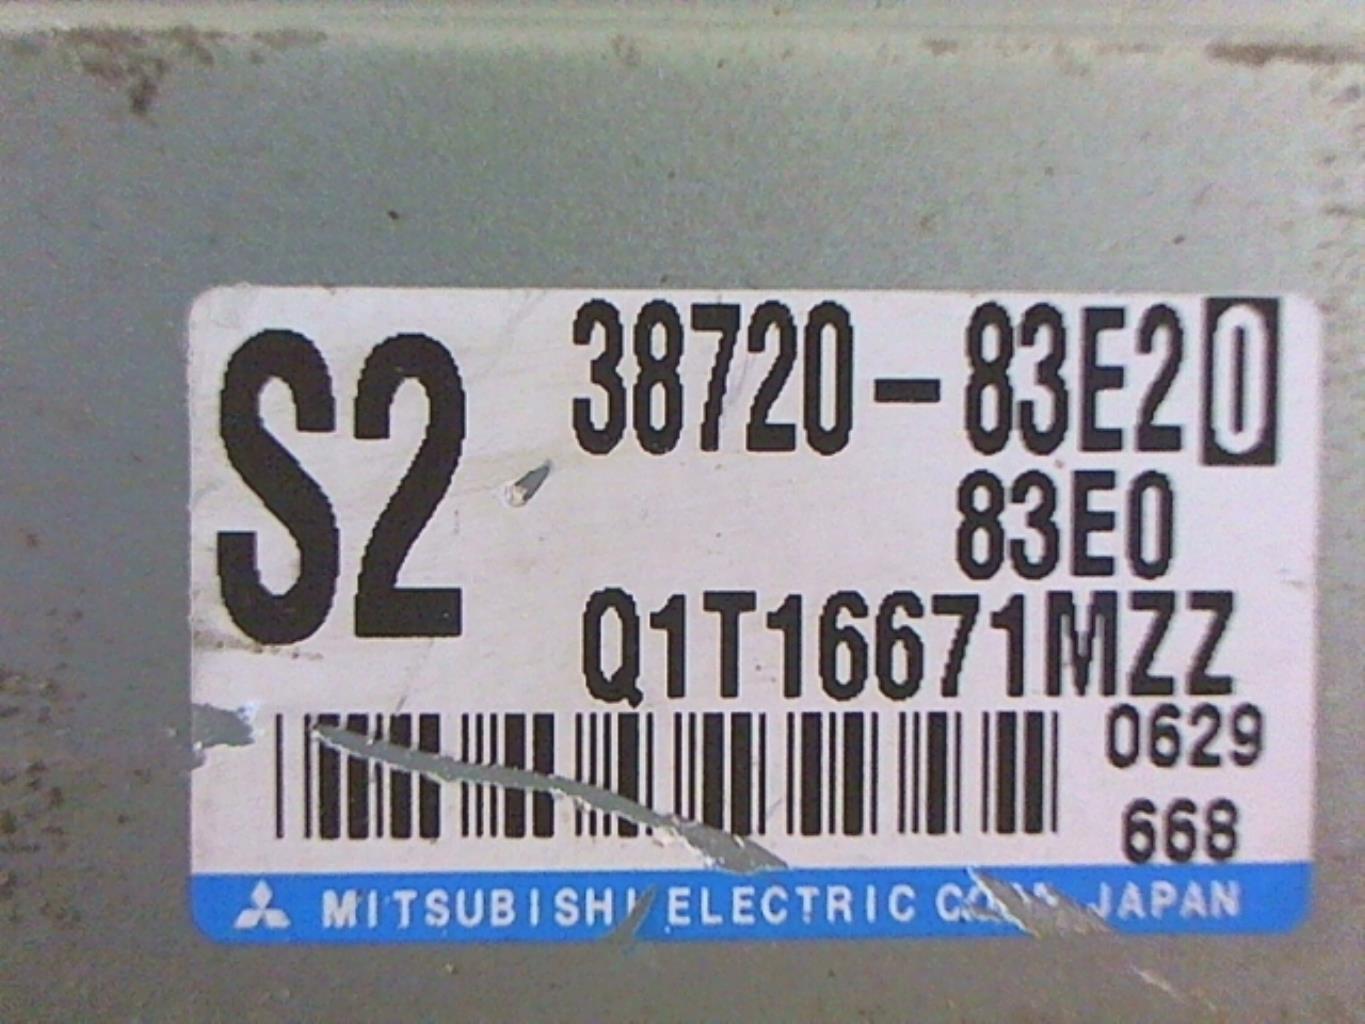 S2
38720-83E20
83E0
Q1T16671MZZ
0629
668
MITSUBISHI ELECTRIC JAPAN